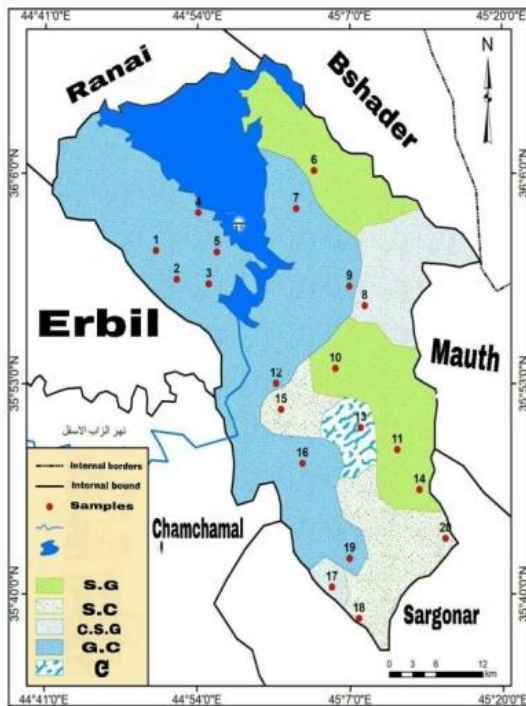 44°41'0"E 44°54'0"E 45°7'0"E 45°20'0"E
Ranai
Bshader
N
36°6'0"N
36°6'0"N
6
7
4
1
5
2
3
9
8
Erbil
Mauth
10
12
35°53'0"N
35°53'0"N
15
13
نهر الزاب الاسفل
11
16
14
Internal borders
Internal bound
Samples
Chamchamal
20
19
17
18
35°40'0"N
35°40'0"N
Sargonar
S.G
S.C
C.S.G
G.C
0 3 6 12
km
44°41'0"E 44°54'0"E 45°7'0"E 45°20'0"E